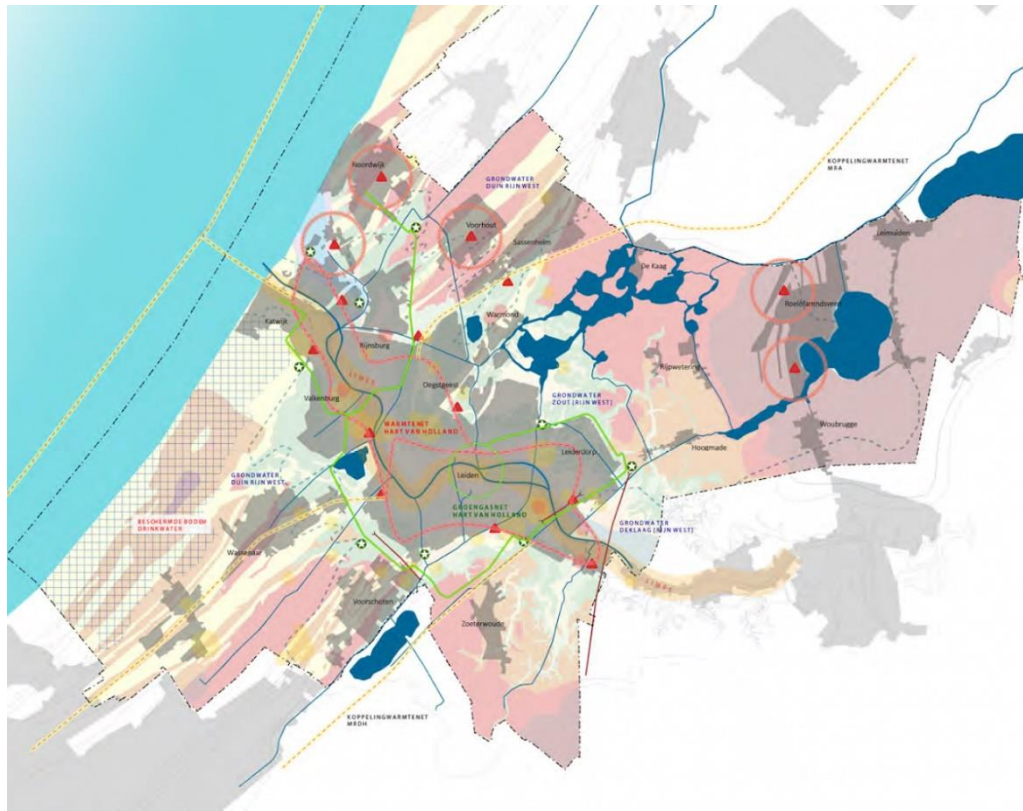 Noordwijk
GRONDWATER
DUIN RIJN WEST
KOPPELINGWARMTENET
MRA
Voorhout
Sassenheim
Leimuiden
De Kaag
Roelofarendsveen
Warmond
Katwijk
Rijnsburg
LIMES
Oegstgeest
Rijpwetering
Valkenburg
GRONDWATER
ZOUT (RIJN WEST)
WARMTENET
HART VAN HOLLAND
Woubrugge
Hoogmade
Leiderdorp
GRONDWATER
DUIN RIJN WEST
Leiden
GROENGASNET
HART VAN HOLLAND
BESCHERMDE BODEM
DRINKWATER
GRONDWATER
DEKLAAG (RIJN WEST)
Wassenaar
LIMES
Voorschoten
Zoeterwoude
KOPPELINGWARMTENET
MRDH